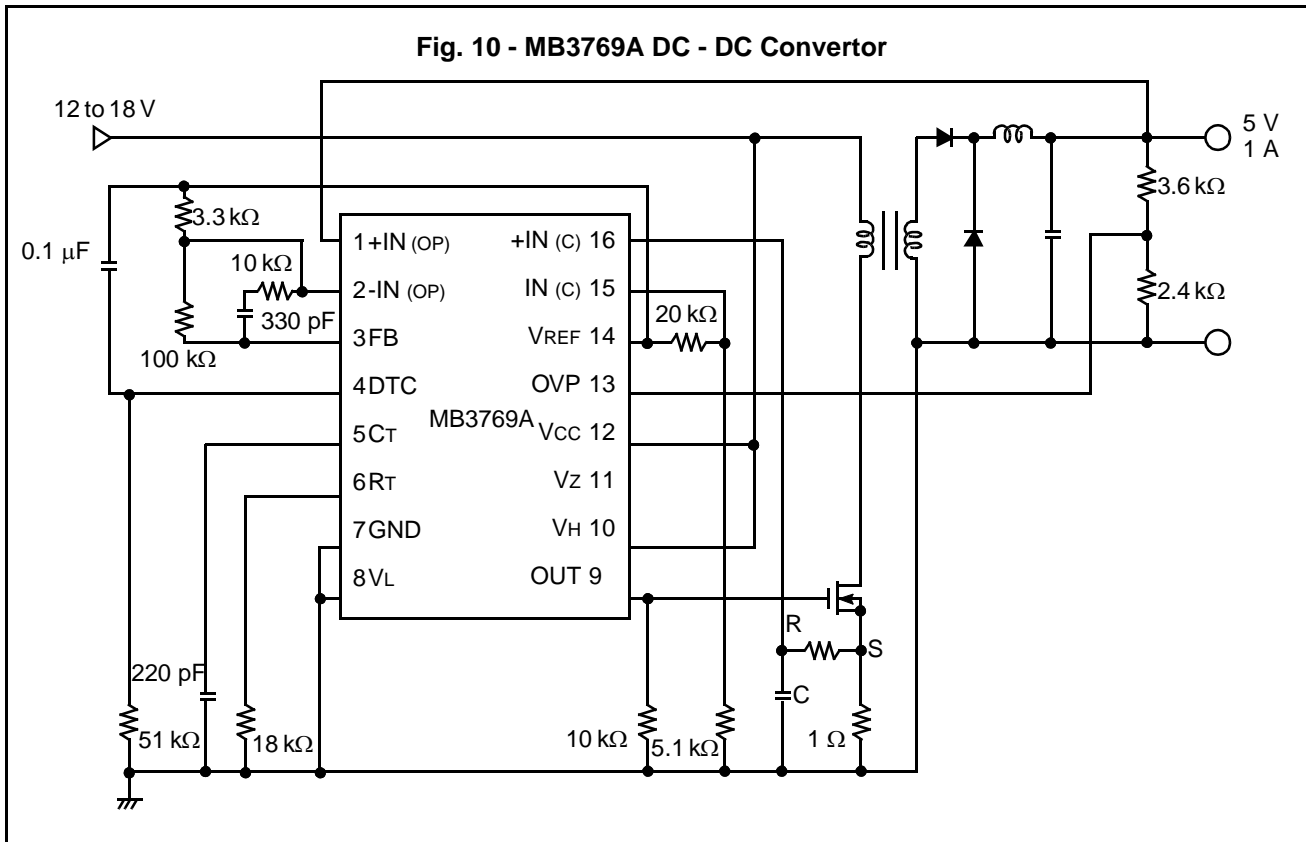 Fig. 10 - MB3769A DC - DC Convertor
12 to 18 V
5 V
1 A
3.6 kΩ
2.4 kΩ
0.1 μF
3.3 kΩ
10 kΩ
330 pF
100 kΩ
1 +IN (OP)
2 -IN (OP)
3 FB
4 DTC
5 CT
6 RT
7 GND
8 VL
MB3769A
+IN (C) 16
IN (C) 15
VREF 14
OVP 13
VCC 12
VZ 11
VH 10
OUT 9
20 kΩ
R
S
C
220 pF
51 kΩ
18 kΩ
10 kΩ
5.1 kΩ
1 Ω